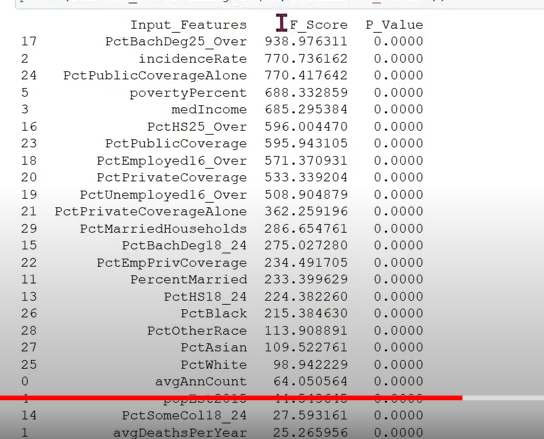 Input_Features F_Score P_Value
17 PctBachDeg25_Over 938.976311 0.0000
2 incidenceRate 770.736162 0.0000
24 PctPublicCoverageAlone 770.417642 0.0000
5 povertyPercent 688.332859 0.0000
3 medIncome 685.295384 0.0000
16 PctHS25_Over 596.004470 0.0000
23 PctPublicCoverage 595.943105 0.0000
18 PctEmployed16_Over 571.370931 0.0000
20 PctPrivateCoverage 533.339204 0.0000
19 PctUnemployed16_Over 508.904879 0.0000
21 PctPrivateCoverageAlone 362.259196 0.0000
29 PctMarriedHouseholds 286.654761 0.0000
15 PctBachDeg18_24 275.027280 0.0000
22 PctEmpPrivCoverage 234.491705 0.0000
11 PercentMarried 233.399629 0.0000
13 PctHS18_24 224.382260 0.0000
26 PctBlack 215.384630 0.0000
28 PctOtherRace 113.908891 0.0000
27 PctAsian 109.522761 0.0000
25 PctWhite 98.942229 0.0000
0 avgAnnCount 64.050564 0.0000
4 popEst2015 0.0000
14 PctSomeCol18_24 27.593161 0.0000
1 avgDeathsPerYear 25.265956 0.0000